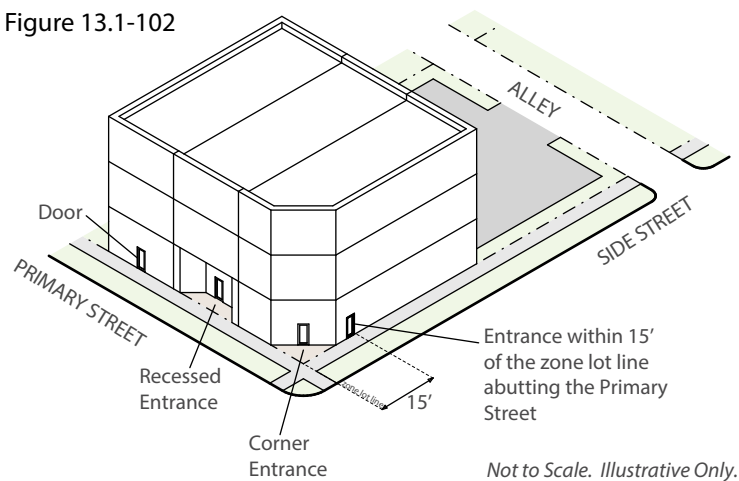 Figure 13.1-102
ALLEY
Door
SIDE STREET
PRIMARY STREET
Entrance within 15’
of the zone lot line
abutting the Primary
Street
Recessed
Entrance
zone lot line
15’
Corner
Entrance
Not to Scale. Illustrative Only.